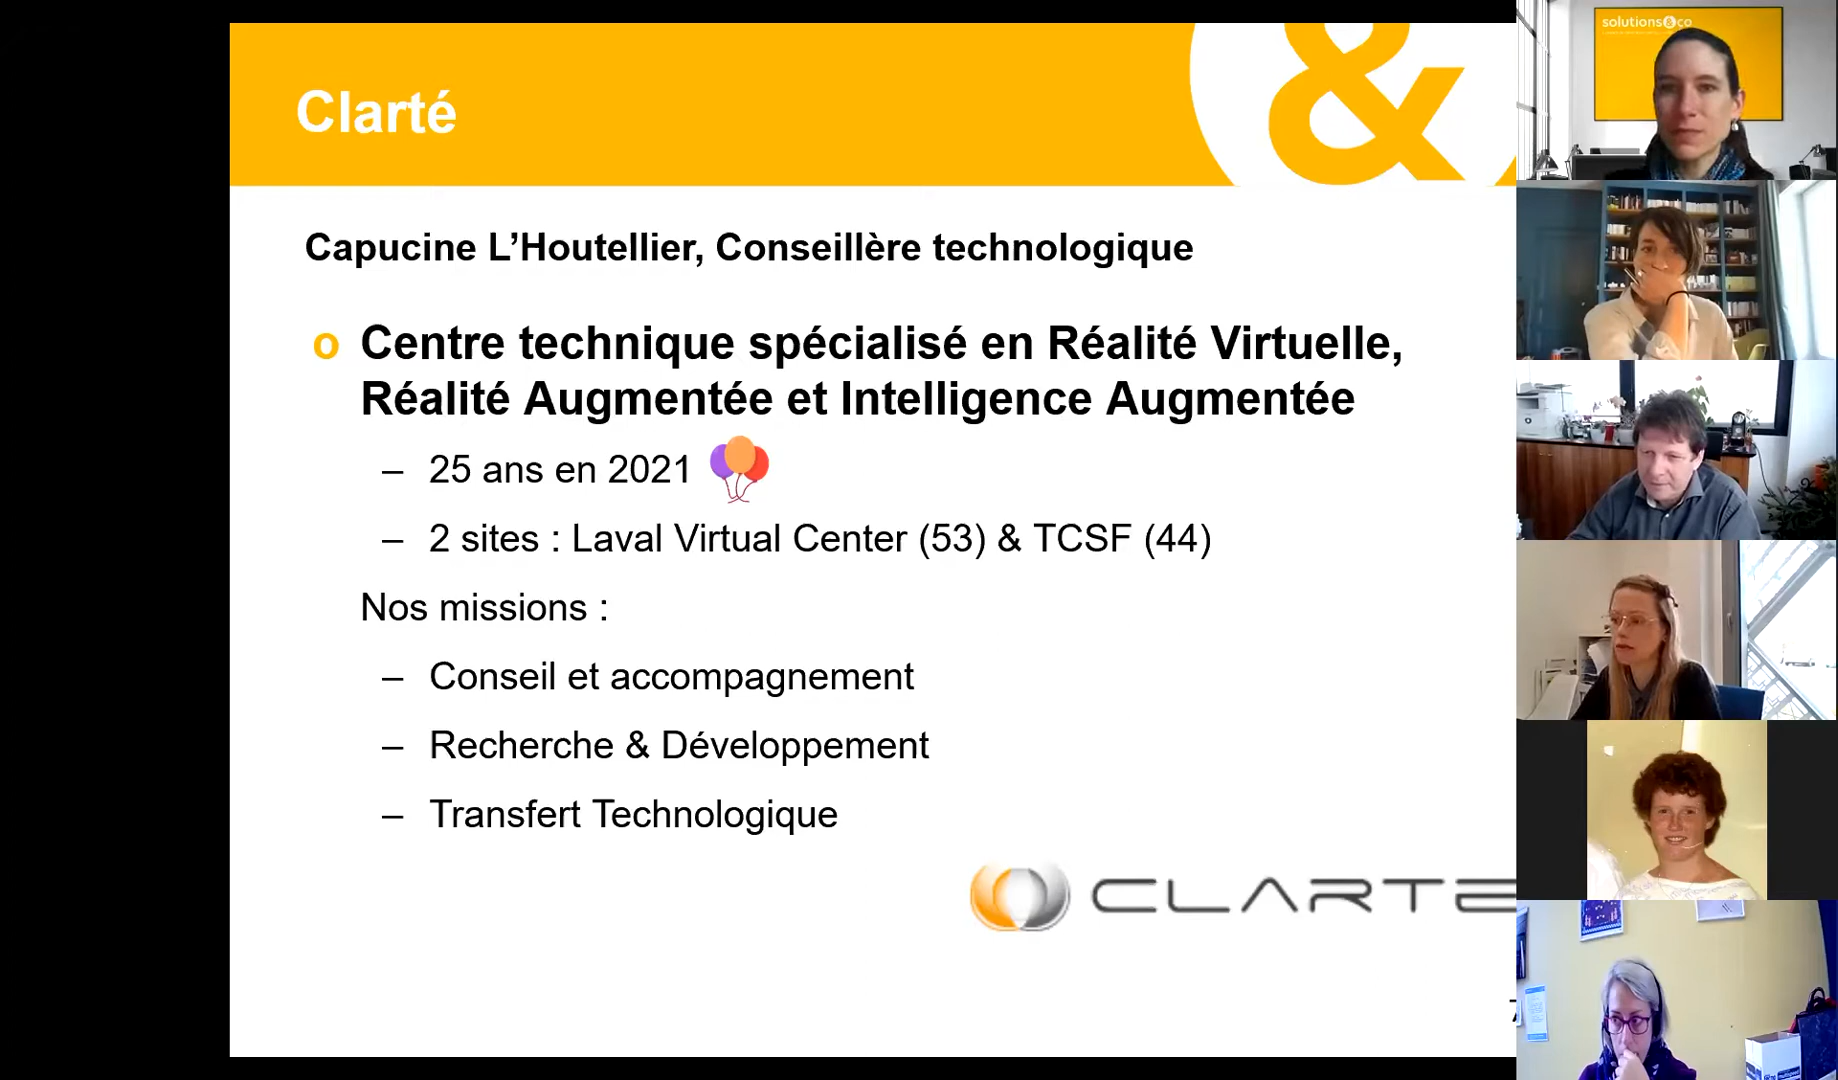 Clarté
&
solutions&co
Capucine L’Houtellier, Conseillère technologique
o Centre technique spécialisé en Réalité Virtuelle,
Réalité Augmentée et Intelligence Augmentée
– 25 ans en 2021
– 2 sites : Laval Virtual Center (53) & TCSF (44)
Nos missions :
– Conseil et accompagnement
– Recherche & Développement
– Transfert Technologique
CLARTE